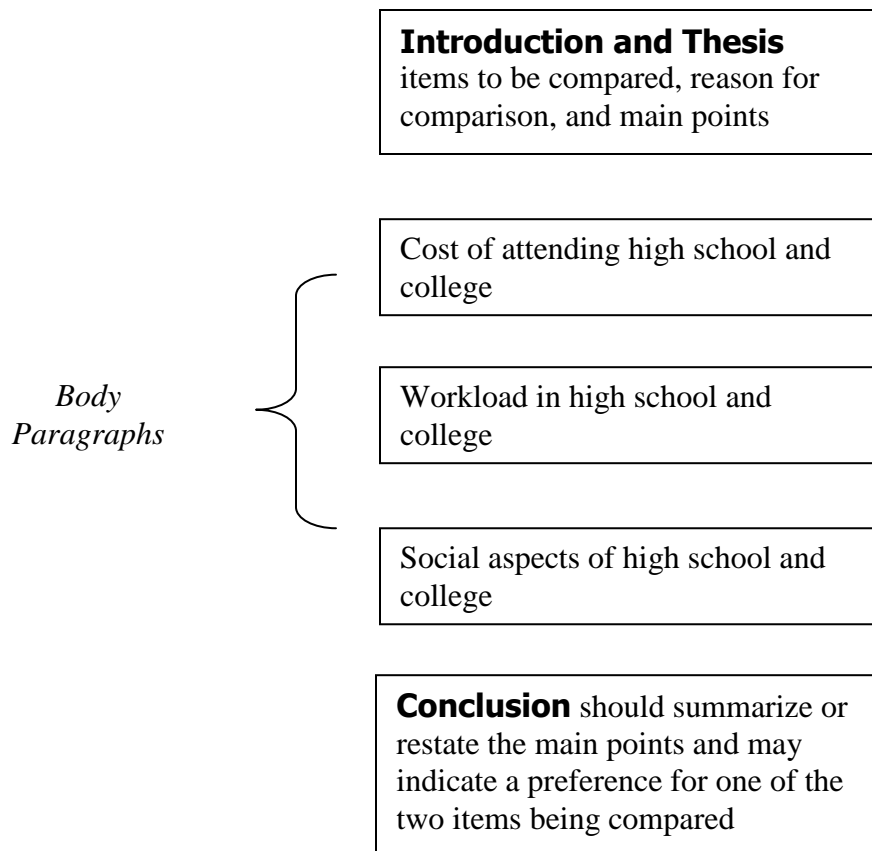 Introduction and Thesis
items to be compared, reason for
comparison, and main points
Cost of attending high school and
college
Body
Paragraphs
Workload in high school and
college
Social aspects of high school and
college
Conclusion should summarize or
restate the main points and may
indicate a preference for one of the
two items being compared